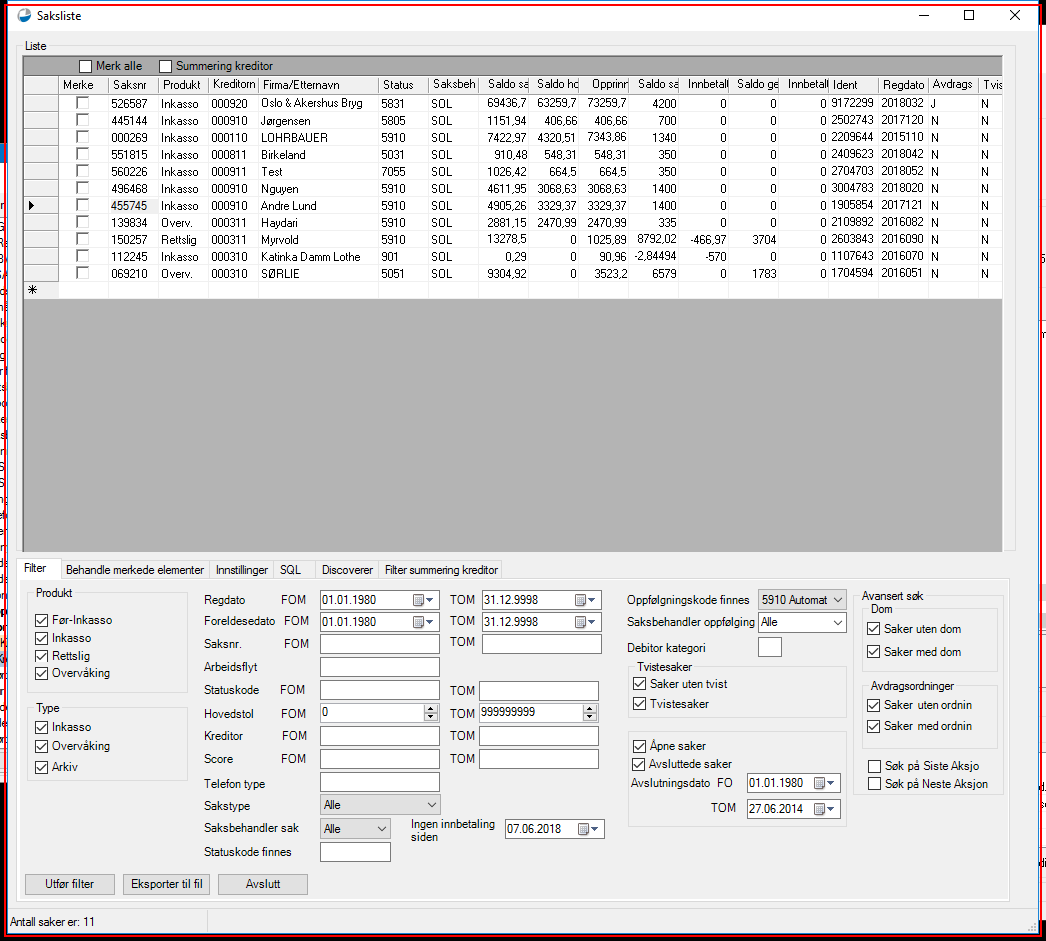 Saksliste
Liste
Merk alle Summering kreditor
Merke Saksnr Produkt Kreditorn Firma/Etternavn Status Saksbeh Saldo sa Saldo ho Opprinn Saldo sa Innbetalt Saldo ge Innbetalt Ident Regdato Avdrags Tvis
526587 Inkasso 000920 Oslo & Akershus Bryg 5831 SOL 69436,7 63259,7 73259,7 4200 0 0 0 9172299 2018032 J N
445144 Inkasso 000910 Jørgensen 5805 SOL 1151,94 406,66 406,66 700 0 0 0 2502743 2017120 N N
000269 Inkasso 000110 LOHRBAUER 5910 SOL 7422,97 4320,51 7343,86 1340 0 0 0 2209644 2015110 N N
551815 Inkasso 000811 Birkeland 5031 SOL 910,48 548,31 548,31 350 0 0 0 2409623 2018042 N N
560226 Inkasso 000911 Test 7055 SOL 1026,42 664,5 664,5 350 0 0 0 2704703 2018052 N N
496468 Inkasso 000910 Nguyen 5910 SOL 4611,95 3068,63 3068,63 1400 0 0 0 3004783 2018020 N N
455745 Inkasso 000910 Andre Lund 5910 SOL 4905,26 3329,37 3329,37 1400 0 0 0 1905854 2017121 N N
139834 Overv. 000311 Haydari 5910 SOL 2881,15 2470,99 2470,99 335 0 0 0 2109892 2016082 N N
150257 Rettslig 000311 Myrvold 5910 SOL 13278,5 0 1025,89 8792,02 -466,97 3704 0 2603843 2016090 N N
112245 Inkasso 000310 Katinka Damm Lothe 901 SOL 0,29 0 90,96 -2,84494 -570 0 0 1107643 2016070 N N
069210 Overv. 000310 SØRLIE 5051 SOL 9304,92 0 3523,2 6579 0 1783 0 1704594 2016051 N N
Filter Behandle merkede elementer Innstillinger SQL Discoverer Filter summering kreditor
Produkt
Før-Inkasso
Inkasso
Rettslig
Overvåking
Type
Inkasso
Overvåking
Arkiv
Regdato FOM 01.01.1980 TOM 31.12.9998
Foreldesedato FOM 01.01.1980 TOM 31.12.9998
Saksnr. FOM TOM
Arbeidsflyt
Statuskode FOM TOM
Hovedstol FOM 0 TOM 999999999
Kreditor FOM TOM
Score FOM TOM
Telefon type
Sakstype Alle
Saksbehandler sak Alle Ingen innbetaling
siden 07.06.2018
Statuskode finnes
Oppfølgningskode finnes 5910 Automat
Saksbehandler oppfølging Alle
Debitor kategori
Tvistesaker
Saker uten tvist
Tvistesaker
Åpne saker
Avsluttede saker
Avslutningsdato FO 01.01.1980
TOM 27.06.2014
Avansert søk
Dom
Saker uten dom
Saker med dom
Avdragsordninger
Saker uten ordnin
Saker med ordnin
Søk på Siste Aksjo
Søk på Neste Aksjon
Utfør filter Eksporter til fil Avslutt
Antall saker er: 11